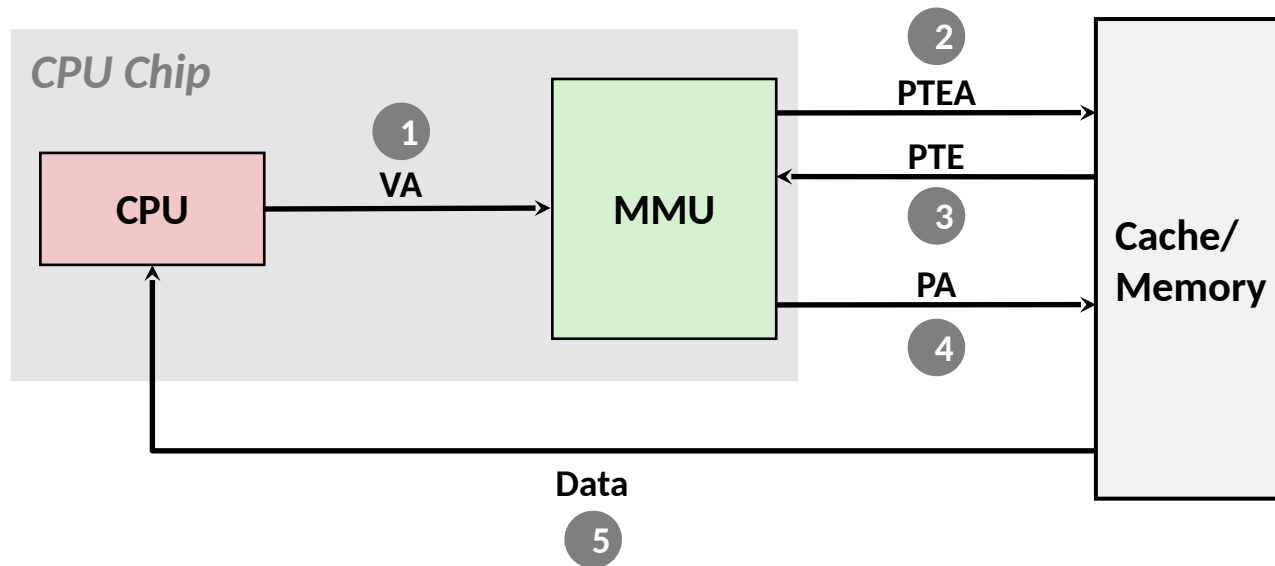 2
CPU Chip
PTEA
1
PTE
VA
CPU
MMU
3
Cache/
Memory
PA
4
Data
5